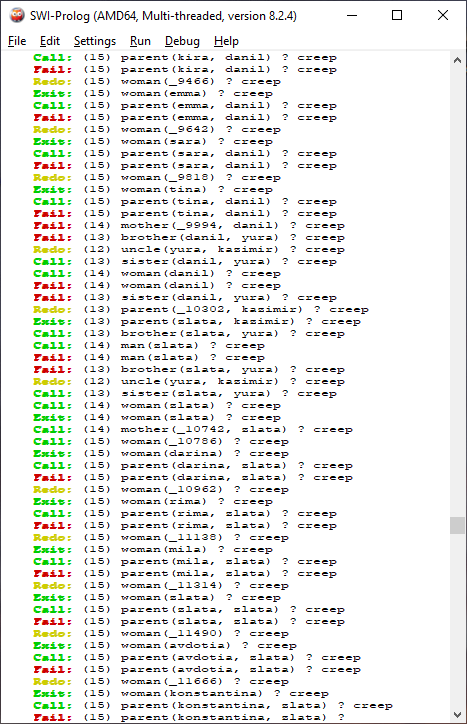 SWI-Prolog (AMD64, Multi-threaded, version 8.2.4)
File Edit Settings Run Debug Help
Call: (15) parent(kira, danil) ? creep
Fail: (15) parent(kira, danil) ? creep
Redo: (15) woman(_9466) ? creep
Exit: (15) woman(emma) ? creep
Call: (15) parent(emma, danil) ? creep
Fail: (15) parent(emma, danil) ? creep
Redo: (15) woman(_9642) ? creep
Exit: (15) woman(sara) ? creep
Call: (15) parent(sara, danil) ? creep
Fail: (15) parent(sara, danil) ? creep
Redo: (15) woman(_9818) ? creep
Exit: (15) woman(tina) ? creep
Call: (15) parent(tina, danil) ? creep
Fail: (15) parent(tina, danil) ? creep
Fail: (14) mother(_9994, danil) ? creep
Fail: (13) brother(danil, yura) ? creep
Redo: (12) uncle(yura, kazimir) ? creep
Call: (13) sister(danil, yura) ? creep
Call: (14) woman(danil) ? creep
Fail: (14) woman(danil) ? creep
Fail: (13) sister(danil, yura) ? creep
Redo: (13) parent(_10302, kazimir) ? creep
Exit: (13) parent(zlata, kazimir) ? creep
Call: (13) brother(zlata, yura) ? creep
Call: (14) man(zlata) ? creep
Fail: (14) man(zlata) ? creep
Fail: (13) brother(zlata, yura) ? creep
Redo: (12) uncle(yura, kazimir) ? creep
Call: (13) sister(zlata, yura) ? creep
Call: (14) woman(zlata) ? creep
Exit: (14) woman(zlata) ? creep
Call: (14) mother(_10742, zlata) ? creep
Call: (15) woman(_10786) ? creep
Exit: (15) woman(darina) ? creep
Call: (15) parent(darina, zlata) ? creep
Fail: (15) parent(darina, zlata) ? creep
Redo: (15) woman(_10962) ? creep
Exit: (15) woman(rima) ? creep
Call: (15) parent(rima, zlata) ? creep
Fail: (15) parent(rima, zlata) ? creep
Redo: (15) woman(_11138) ? creep
Exit: (15) woman(mila) ? creep
Call: (15) parent(mila, zlata) ? creep
Fail: (15) parent(mila, zlata) ? creep
Redo: (15) woman(_11314) ? creep
Exit: (15) woman(zlata) ? creep
Call: (15) parent(zlata, zlata) ? creep
Fail: (15) parent(zlata, zlata) ? creep
Redo: (15) woman(_11490) ? creep
Exit: (15) woman(avdotia) ? creep
Call: (15) parent(avdotia, zlata) ? creep
Fail: (15) parent(avdotia, zlata) ? creep
Redo: (15) woman(_11666) ? creep
Exit: (15) woman(konstantina) ? creep
Call: (15) parent(konstantina, zlata) ? creep
Fail: (15) parent(konstantina, zlata) ?